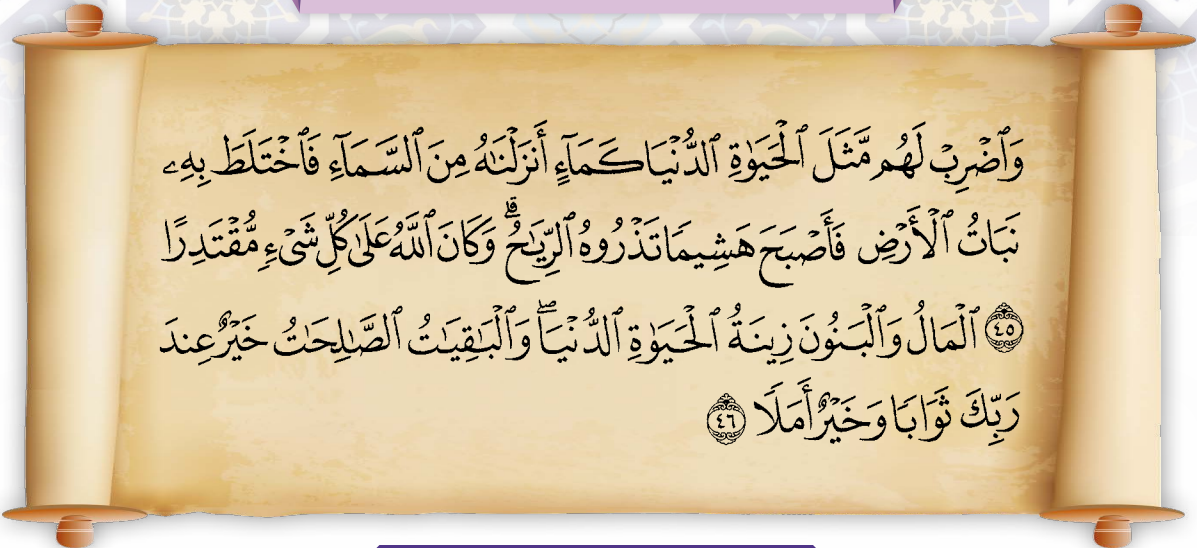 وَٱضۡرِبۡ لَهُم مَّثَلَ ٱلۡحَيَوٰةِ ٱلدُّنۡيَا كَمَآءٍ أَنزَلۡنَٰهُ مِنَ ٱلسَّمَآءِ فَٱخۡتَلَطَ بِهِۦ
نَبَاتُ ٱلۡأَرۡضِ فَأَصۡبَحَ هَشِيمٗا تَذۡرُوهُ ٱلرِّيَٰحُۗ وَكَانَ ٱللَّهُ عَلَىٰ كُلِّ شَيۡءٖ مُّقۡتَدِرًا
٤٥ ٱلۡمَالُ وَٱلۡبَنُونَ زِينَةُ ٱلۡحَيَوٰةِ ٱلدُّنۡيَاۖ وَٱلۡبَٰقِيَٰتُ ٱلصَّٰلِحَٰتُ خَيۡرٌ عِندَ
رَبِّكَ ثَوَابٗا وَخَيۡرٌ أَمَلٗا ٤٦